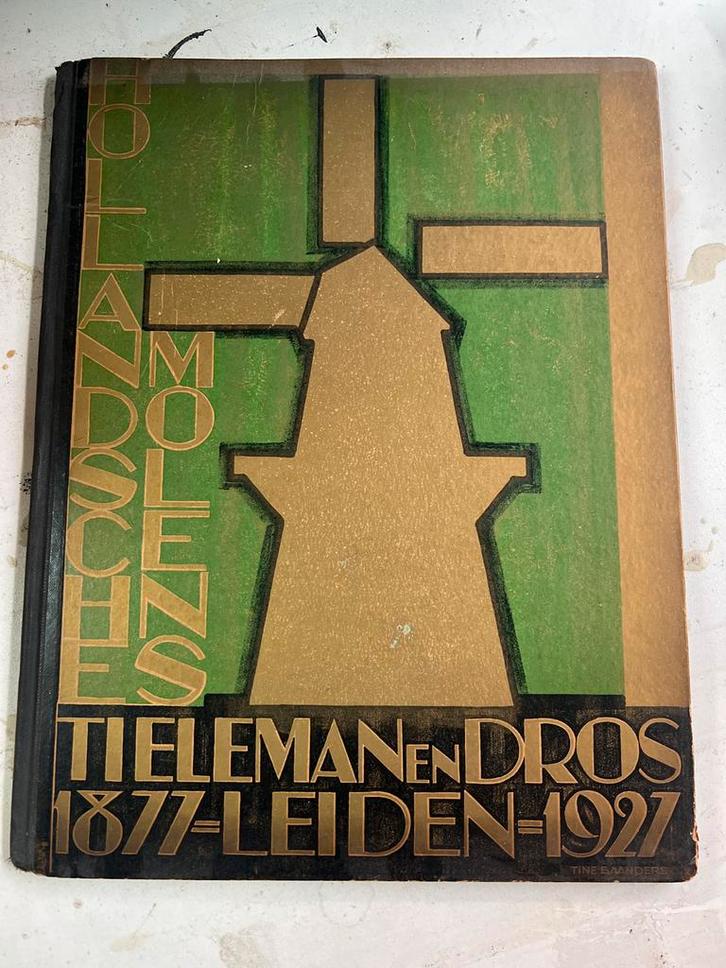 HOLLANDSCHE
MOLENS
TIELEMAN EN DROS
1877=LEIDEN=1927
TINE BAANDERS